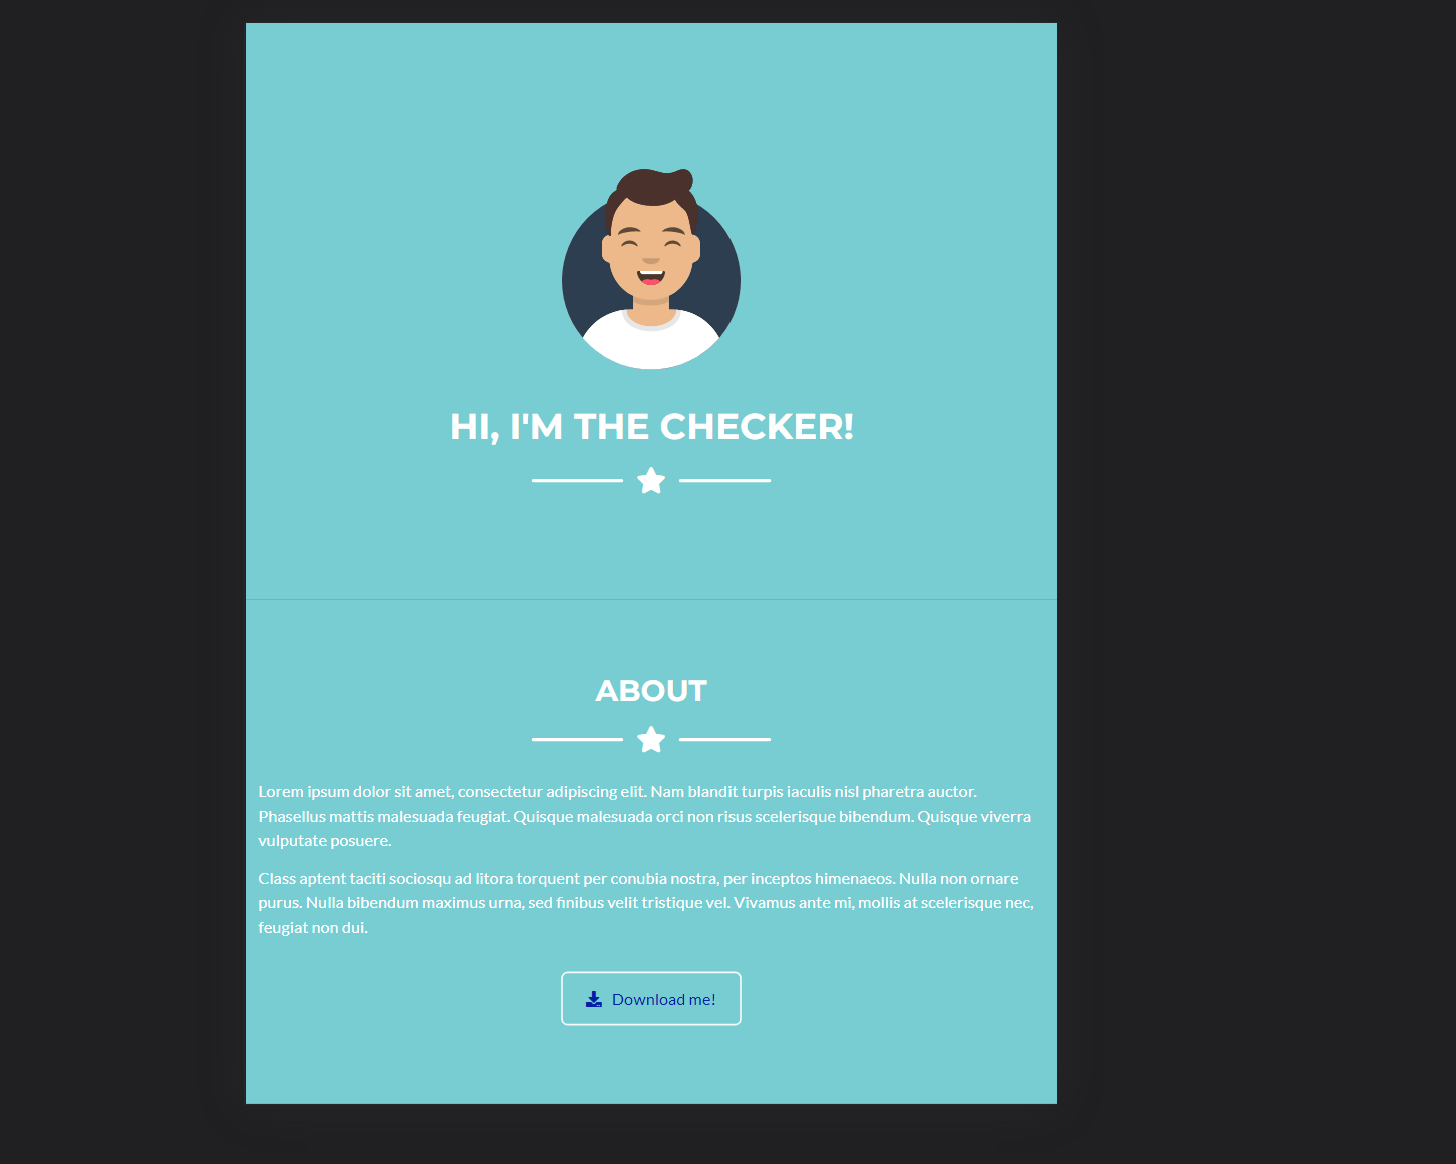 HI, I'M THE CHECKER!
ABOUT
Lorem ipsum dolor sit amet, consectetur adipiscing elit. Nam blandit turpis iaculis nisl pharetra auctor.
Phasellus mattis malesuada feugiat. Quisque malesuada orci non risus scelerisque bibendum. Quisque viverra
vulputate posuere.
Class aptent taciti sociosqu ad litora torquent per conubia nostra, per inceptos himenaeos. Nulla non ornare
purus. Nulla bibendum maximus urna, sed finibus velit tristique vel. Vivamus ante mi, mollis at scelerisque nec,
feugiat non dui.
Download me!